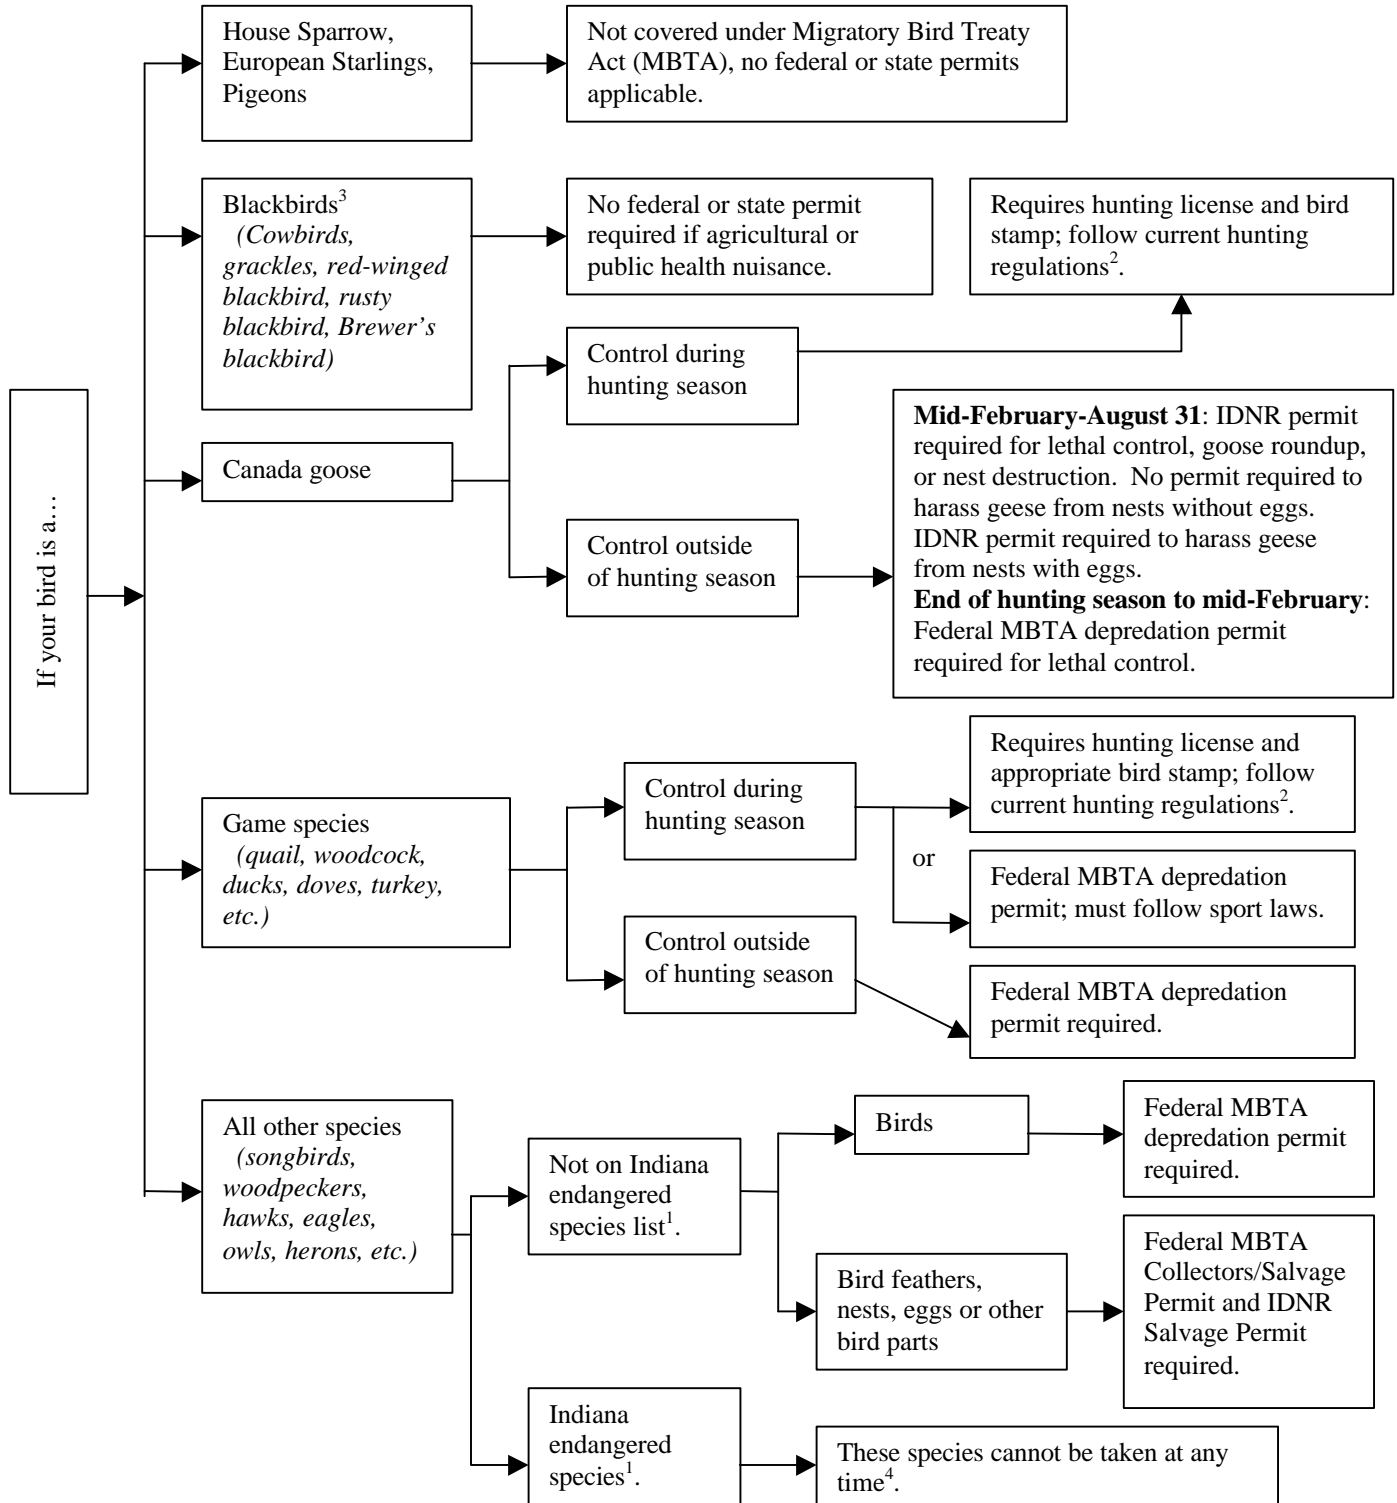 If your bird is a…
House Sparrow,
European Starlings,
Pigeons
Not covered under Migratory Bird Treaty
Act (MBTA), no federal or state permits
applicable.
Blackbirds³
(Cowbirds,
grackles, red-winged
blackbird, rusty
blackbird, Brewer’s
blackbird)
No federal or state permit
required if agricultural or
public health nuisance.
Canada goose
Control during
hunting season
Requires hunting license and bird
stamp; follow current hunting
regulations².
Control outside
of hunting season
Mid-February-August 31: IDNR permit
required for lethal control, goose roundup,
or nest destruction.  No permit required to
harass geese from nests without eggs.
IDNR permit required to harass geese
from nests with eggs.
End of hunting season to mid-February:
Federal MBTA depredation permit
required for lethal control.
Game species
(quail, woodcock,
ducks, doves, turkey,
etc.)
Control during
hunting season
Requires hunting license and
appropriate bird stamp; follow
current hunting regulations².
or
Federal MBTA depredation
permit; must follow sport laws.
Control outside
of hunting season
Federal MBTA depredation
permit required.
All other species
(songbirds,
woodpeckers,
hawks, eagles,
owls, herons, etc.)
Not on Indiana
endangered
species list¹.
Birds
Federal MBTA
depredation permit
required.
Bird feathers,
nests, eggs or other
bird parts
Federal MBTA
Collectors/Salvage
Permit and IDNR
Salvage Permit
required.
Indiana
endangered
species¹.
These species cannot be taken at any
time⁴.